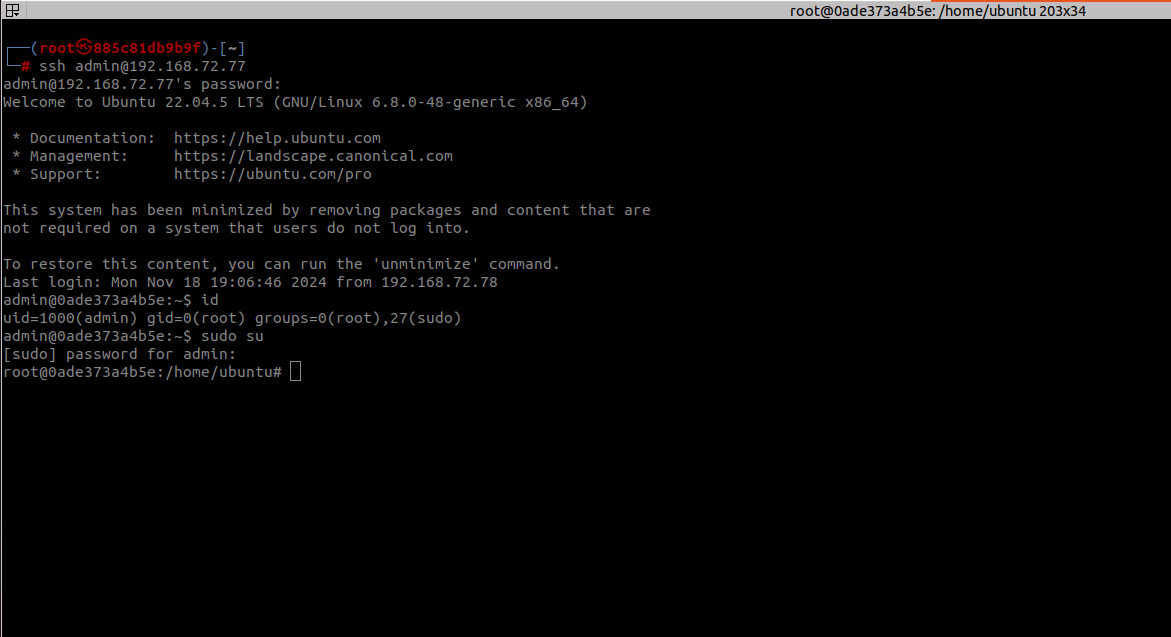 root@0ade373a4b5e: /home/ubuntu 203x34
┌──(root㉿885c81db9b9f)-[~]
└─# ssh admin@192.168.72.77
admin@192.168.72.77's password:
Welcome to Ubuntu 22.04.5 LTS (GNU/Linux 6.8.0-48-generic x86_64)
* Documentation:  https://help.ubuntu.com
* Management:     https://landscape.canonical.com
* Support:        https://ubuntu.com/pro
This system has been minimized by removing packages and content that are
not required on a system that users do not log into.
To restore this content, you can run the 'unminimize' command.
Last login: Mon Nov 18 19:06:46 2024 from 192.168.72.78
admin@0ade373a4b5e:~$ id
uid=1000(admin) gid=0(root) groups=0(root),27(sudo)
admin@0ade373a4b5e:~$ sudo su
[sudo] password for admin:
root@0ade373a4b5e:/home/ubuntu#